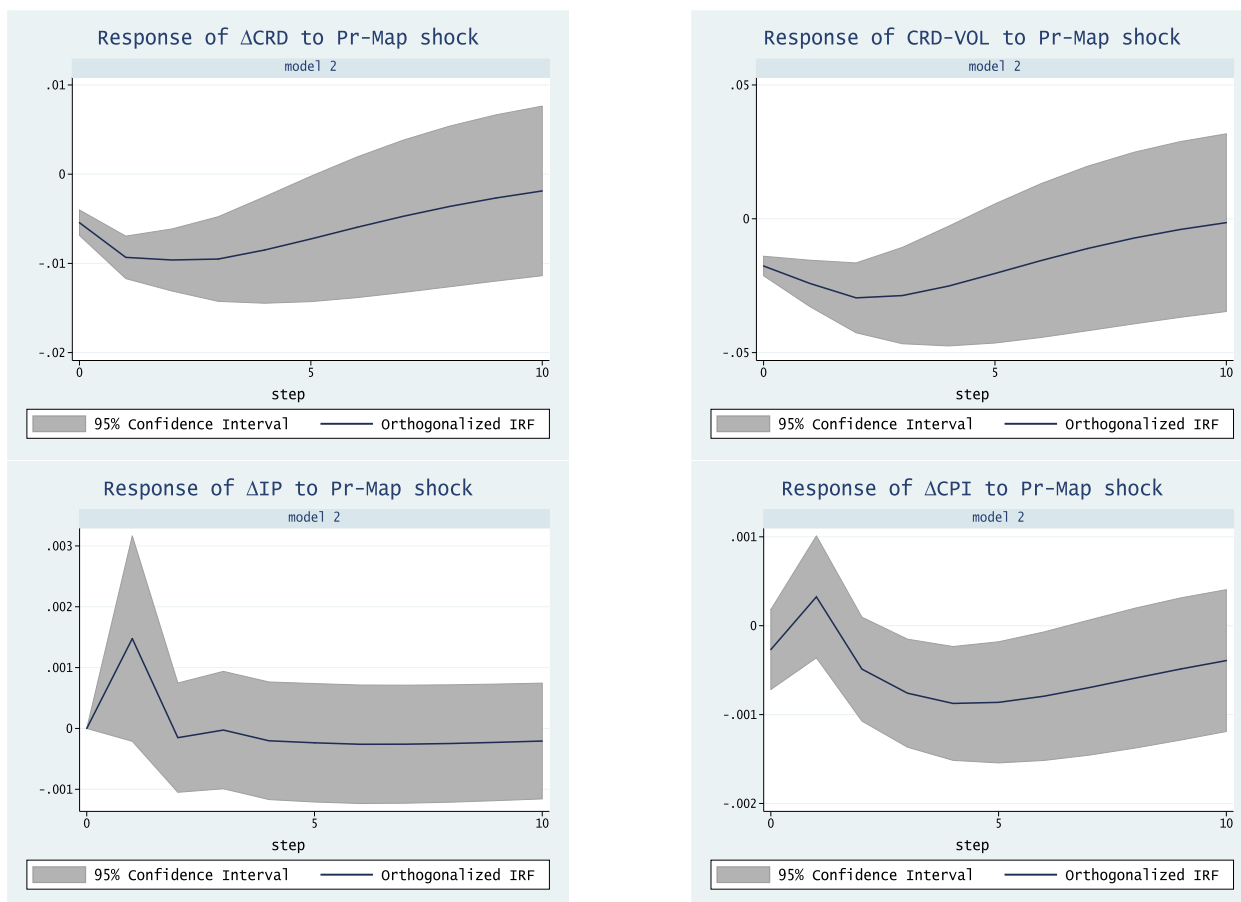 Response of ΔCRD to Pr-Map shock
model 2
.01
0
-.01
-.02
0 5 10
step
95% Confidence Interval Orthogonalized IRF
Response of CRD-VOL to Pr-Map shock
model 2
.05
0
-.05
0 5 10
step
95% Confidence Interval Orthogonalized IRF
Response of ΔIP to Pr-Map shock
model 2
.003
.002
.001
0
-.001
0 5 10
step
95% Confidence Interval Orthogonalized IRF
Response of ΔCPI to Pr-Map shock
model 2
.001
0
-.001
-.002
0 5 10
step
95% Confidence Interval Orthogonalized IRF